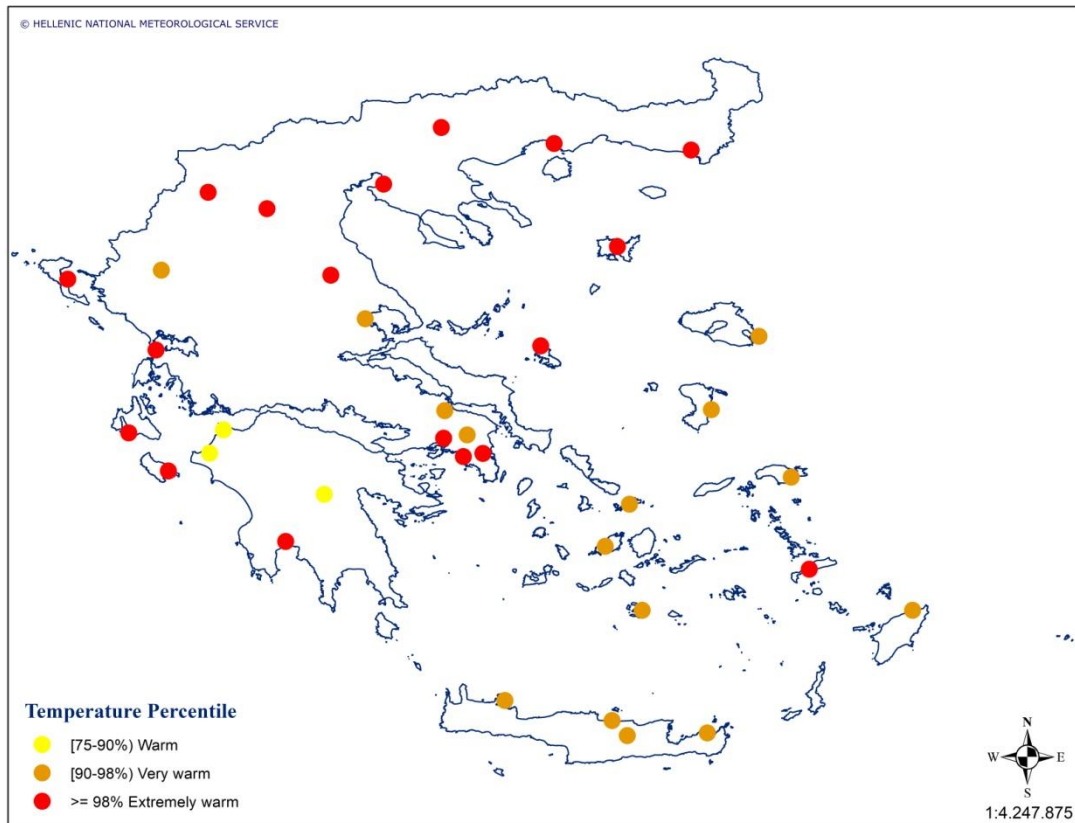 © HELLENIC NATIONAL METEOROLOGICAL SERVICE
Temperature Percentile
[75-90%) Warm
[90-98%) Very warm
>= 98% Extremely warm
N
W E
S
1:4.247.875